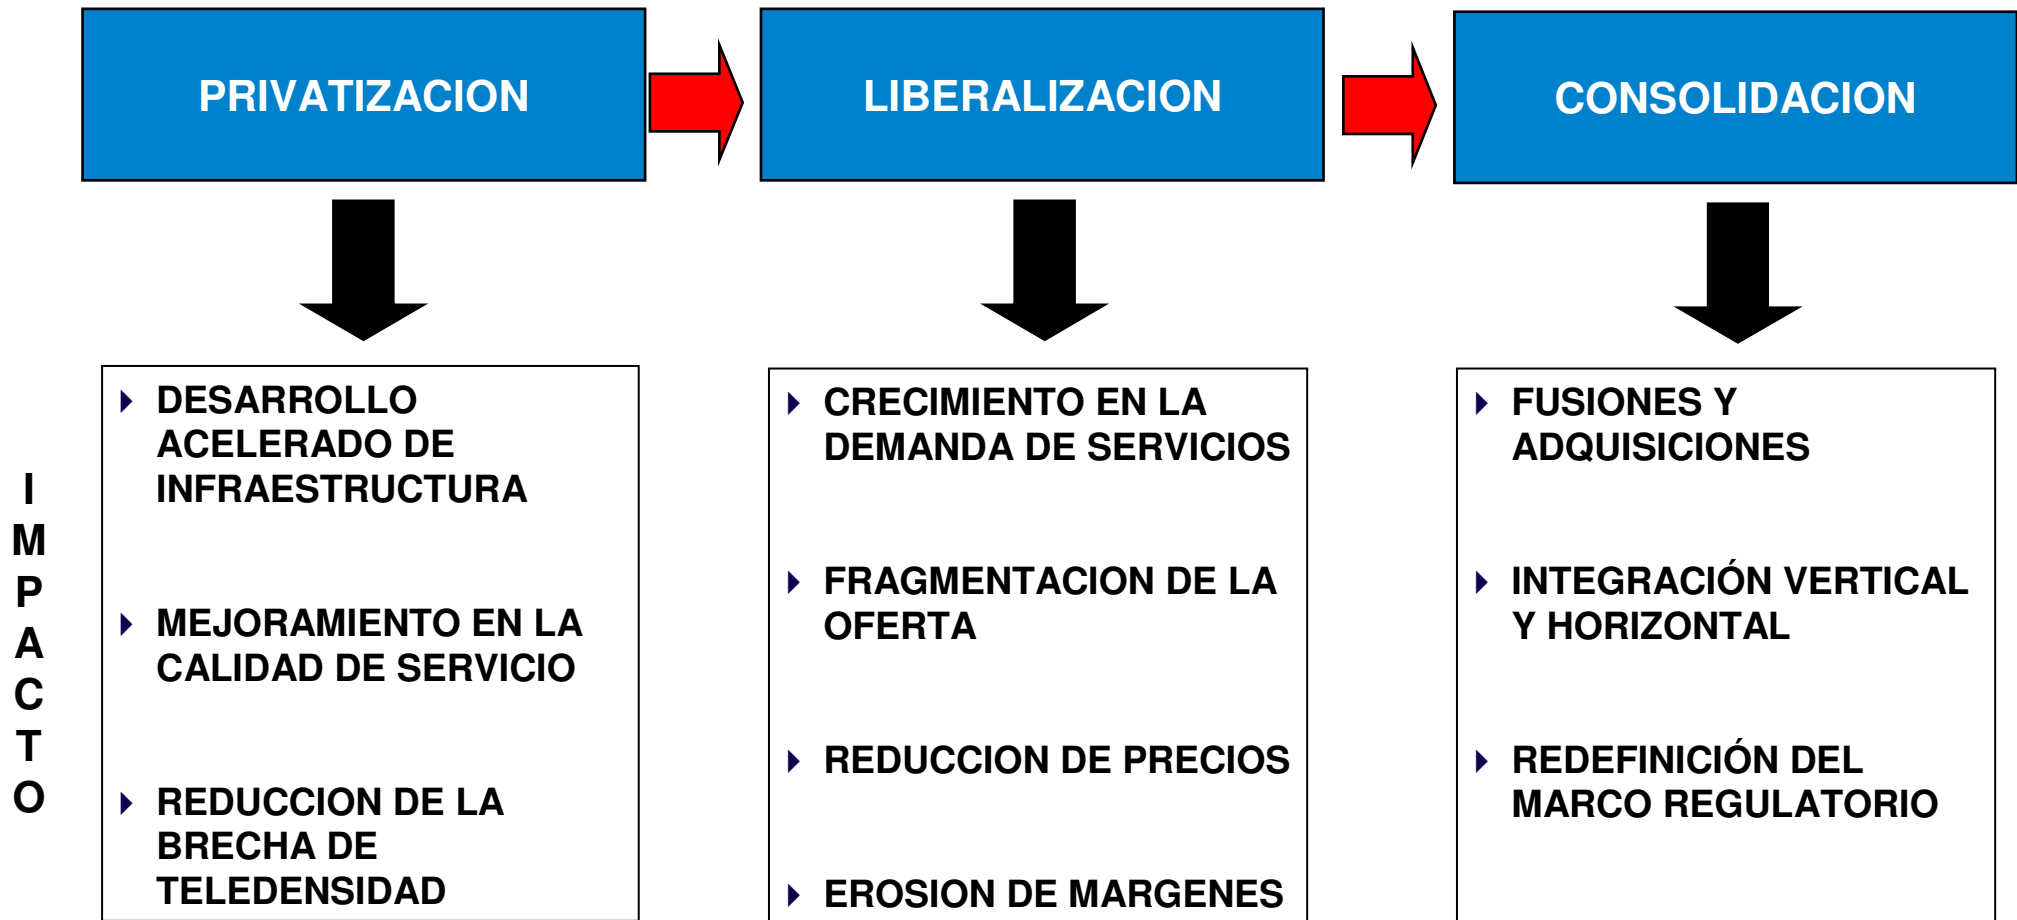 PRIVATIZACION
LIBERALIZACION
CONSOLIDACION
I
M
P
A
C
T
O
DESARROLLO
ACELERADO DE
INFRAESTRUCTURA
MEJORAMIENTO EN LA
CALIDAD DE SERVICIO
REDUCCION DE LA
BRECHA DE
TELEDENSIDAD
CRECIMIENTO EN LA
DEMANDA DE SERVICIOS
FRAGMENTACION DE LA
OFERTA
REDUCCION DE PRECIOS
EROSION DE MARGENES
FUSIONES Y
ADQUISICIONES
INTEGRACIÓN VERTICAL
Y HORIZONTAL
REDEFINICIÓN DEL
MARCO REGULATORIO